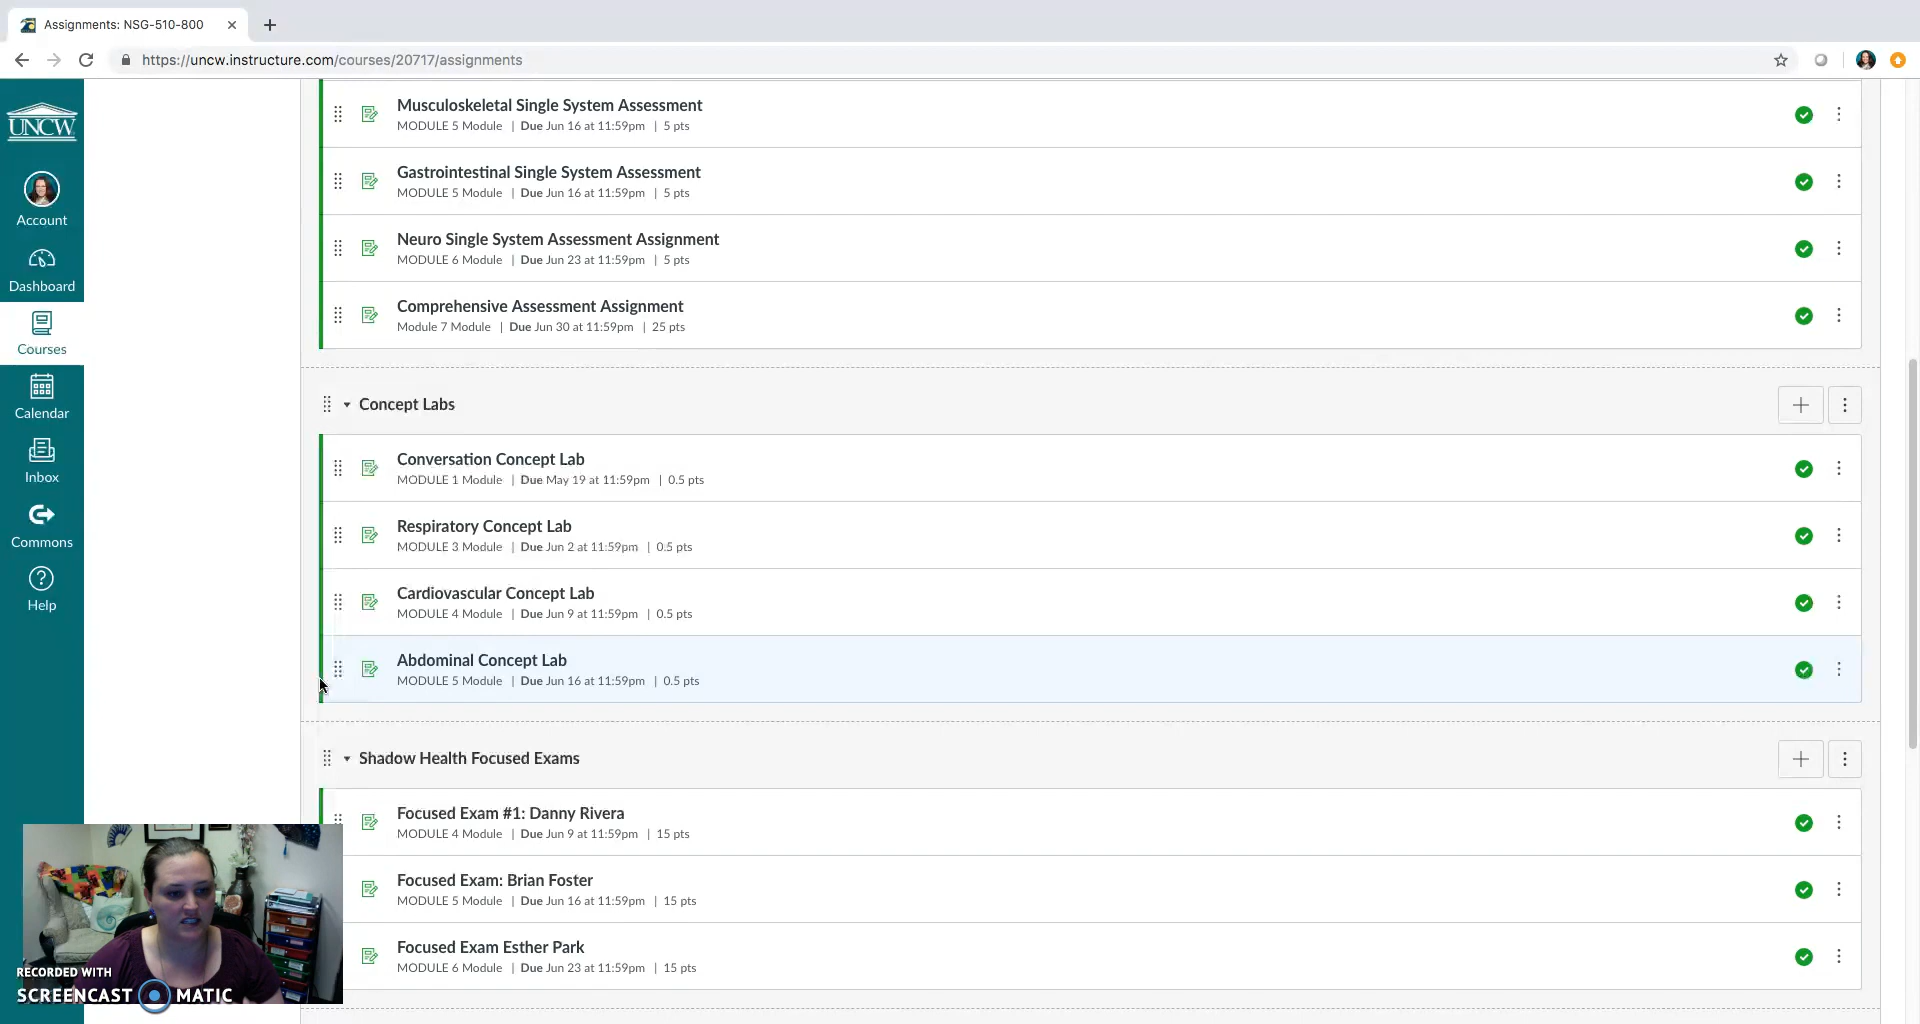 Assignments: NSG-510-800
https://uncw.instructure.com/courses/20717/assignments
UNCW
Account
Dashboard
Courses
Calendar
Inbox
Commons
Help
Musculoskeletal Single System Assessment
MODULE 5 Module | Due Jun 16 at 11:59pm | 5 pts
Gastrointestinal Single System Assessment
MODULE 5 Module | Due Jun 16 at 11:59pm | 5 pts
Neuro Single System Assessment Assignment
MODULE 6 Module | Due Jun 23 at 11:59pm | 5 pts
Comprehensive Assessment Assignment
Module 7 Module | Due Jun 30 at 11:59pm | 25 pts
Concept Labs
Conversation Concept Lab
MODULE 1 Module | Due May 19 at 11:59pm | 0.5 pts
Respiratory Concept Lab
MODULE 3 Module | Due Jun 2 at 11:59pm | 0.5 pts
Cardiovascular Concept Lab
MODULE 4 Module | Due Jun 9 at 11:59pm | 0.5 pts
Abdominal Concept Lab
MODULE 5 Module | Due Jun 16 at 11:59pm | 0.5 pts
Shadow Health Focused Exams
Focused Exam #1: Danny Rivera
MODULE 4 Module | Due Jun 9 at 11:59pm | 15 pts
Focused Exam: Brian Foster
MODULE 5 Module | Due Jun 16 at 11:59pm | 15 pts
Focused Exam Esther Park
MODULE 6 Module | Due Jun 23 at 11:59pm | 15 pts
RECORDED WITH
SCREENCAST MATIC